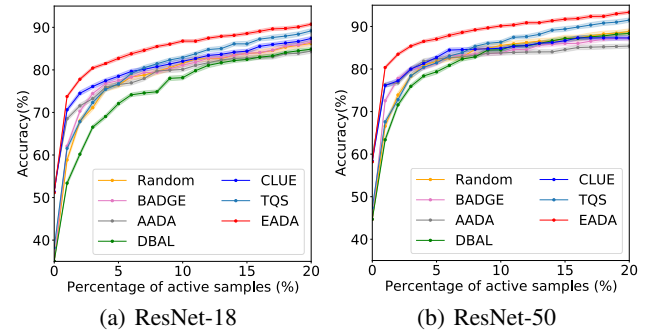 90
80
70
60
50
40
Accuracy(%)
Random
BADGE
AADA
DBAL
CLUE
TQS
EADA
0 5 10 15 20
Percentage of active samples (%)
(a) ResNet-18
90
80
70
60
50
40
Accuracy(%)
Random
BADGE
AADA
DBAL
CLUE
TQS
EADA
0 5 10 15 20
Percentage of active samples (%)
(b) ResNet-50